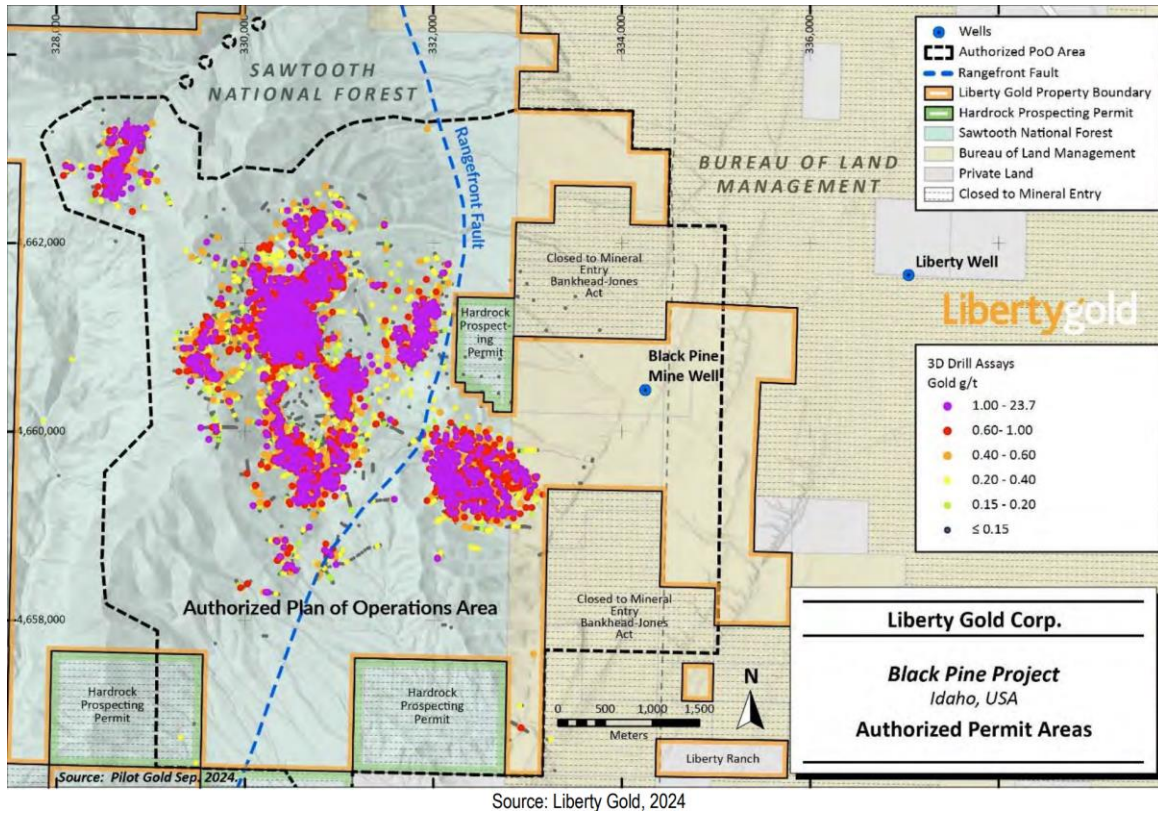 328,000
330,000
332,000
334,000
336,000
SAWTOOTH
NATIONAL FOREST
Rangefront Fault
BUREAU OF LAND
MANAGEMENT
Wells
Authorized PoO Area
Rangefront Fault
Liberty Gold Property Boundary
Hardrock Prospecting Permit
Sawtooth National Forest
Bureau of Land Management
Private Land
Closed to Mineral Entry
4,662,000
Closed to Mineral
Entry
Bankhead-Jones
Act
Liberty Well
Libertygold
Hardrock
Prospect-
ing
Permit
Black Pine
Mine Well
3D Drill Assays
Gold g/t
1.00 - 23.7
0.60- 1.00
0.40 - 0.60
0.20 - 0.40
0.15 - 0.20
≤ 0.15
4,660,000
Authorized Plan of Operations Area
4,658,000
Closed to Mineral
Entry
Bankhead-Jones
Act
Hardrock
Prospecting
Permit
Hardrock
Prospecting
Permit
N
0 500 1,000 1,500
Meters
Liberty Ranch
Liberty Gold Corp.
Black Pine Project
Idaho, USA
Authorized Permit Areas
Source: Pilot Gold Sep. 2024.
Source: Liberty Gold, 2024